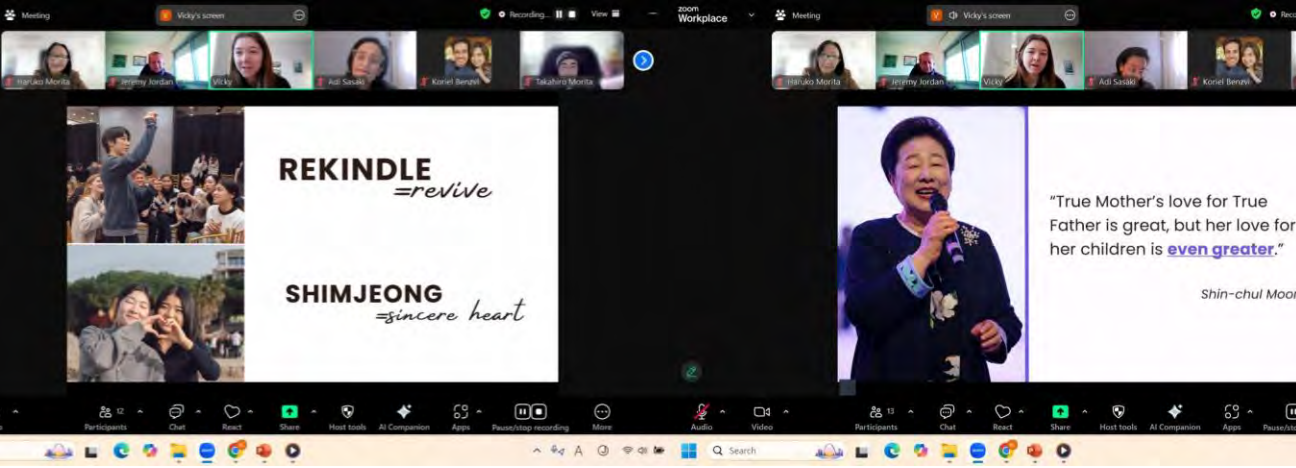 Meeting
Vicky's screen
Recording...
View
Haruko Morita
Jeremy Jordan
Vicky
Adi Sasaki
Koriel Benzvi
Takahiro Morita
REKINDLE
=revive
SHIMJEONG
=sincere heart
12
Participants
Chat
React
Share
Host tools
AI Companion
Apps
Pause/stop recording
More
zoom
Workplace
Meeting
Vicky's screen
Haruko Morita
Jeremy Jordan
Vicky
Adi Sasaki
Koriel Benzvi
"True Mother's love for True
Father is great, but her love for
her children is even greater."
Shin-chul Moon
Audio
Video
13
Participants
Chat
React
Share
Host tools
AI Companion
Apps
Search